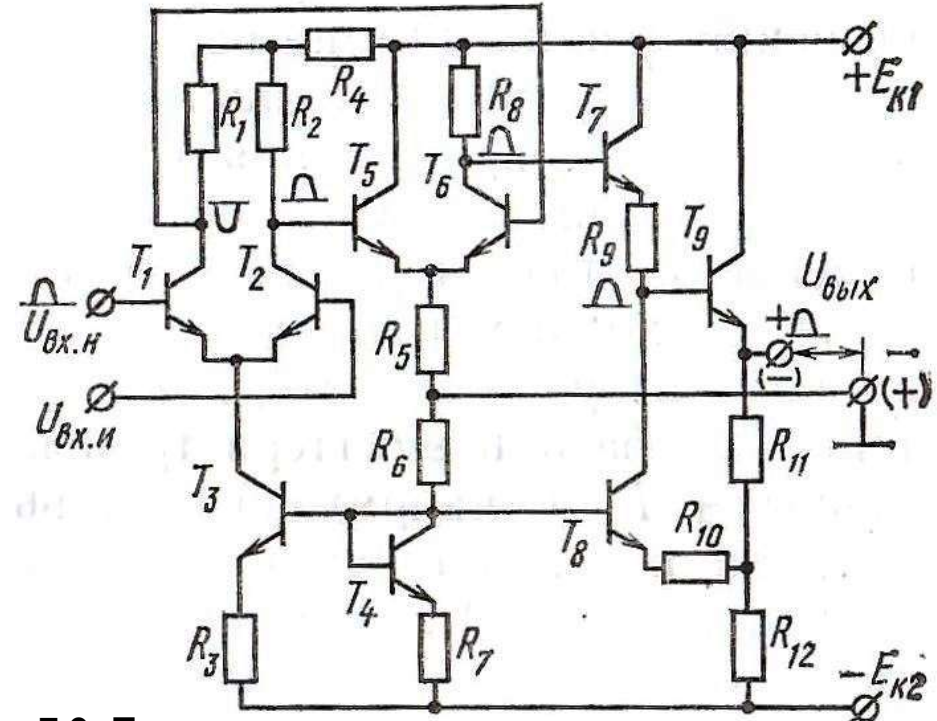 R₄
+Eк1
R₁
R₂
R₈
T₇
T₅
T₆
T₁
T₂
R₉
T₉
Uвых
Uвх.н
+
(−)
−
(+)
R₅
Uвх.и
R₆
R₁₁
T₃
T₈
R₁₀
T₄
R₃
R₇
R₁₂
−Eк2